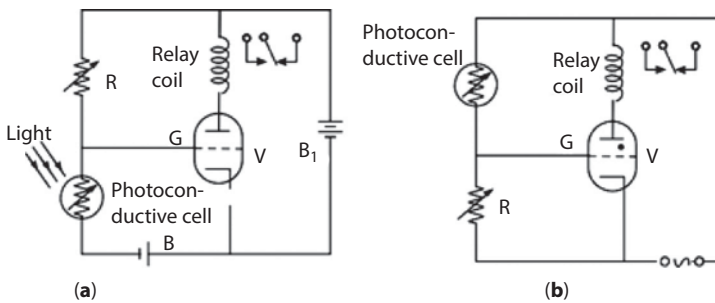 Light
R
Relay
coil
G
V
B₁
Photocon-
ductive cell
B
(a)
Photocon-
ductive cell
Relay
coil
G
V
R
(b)